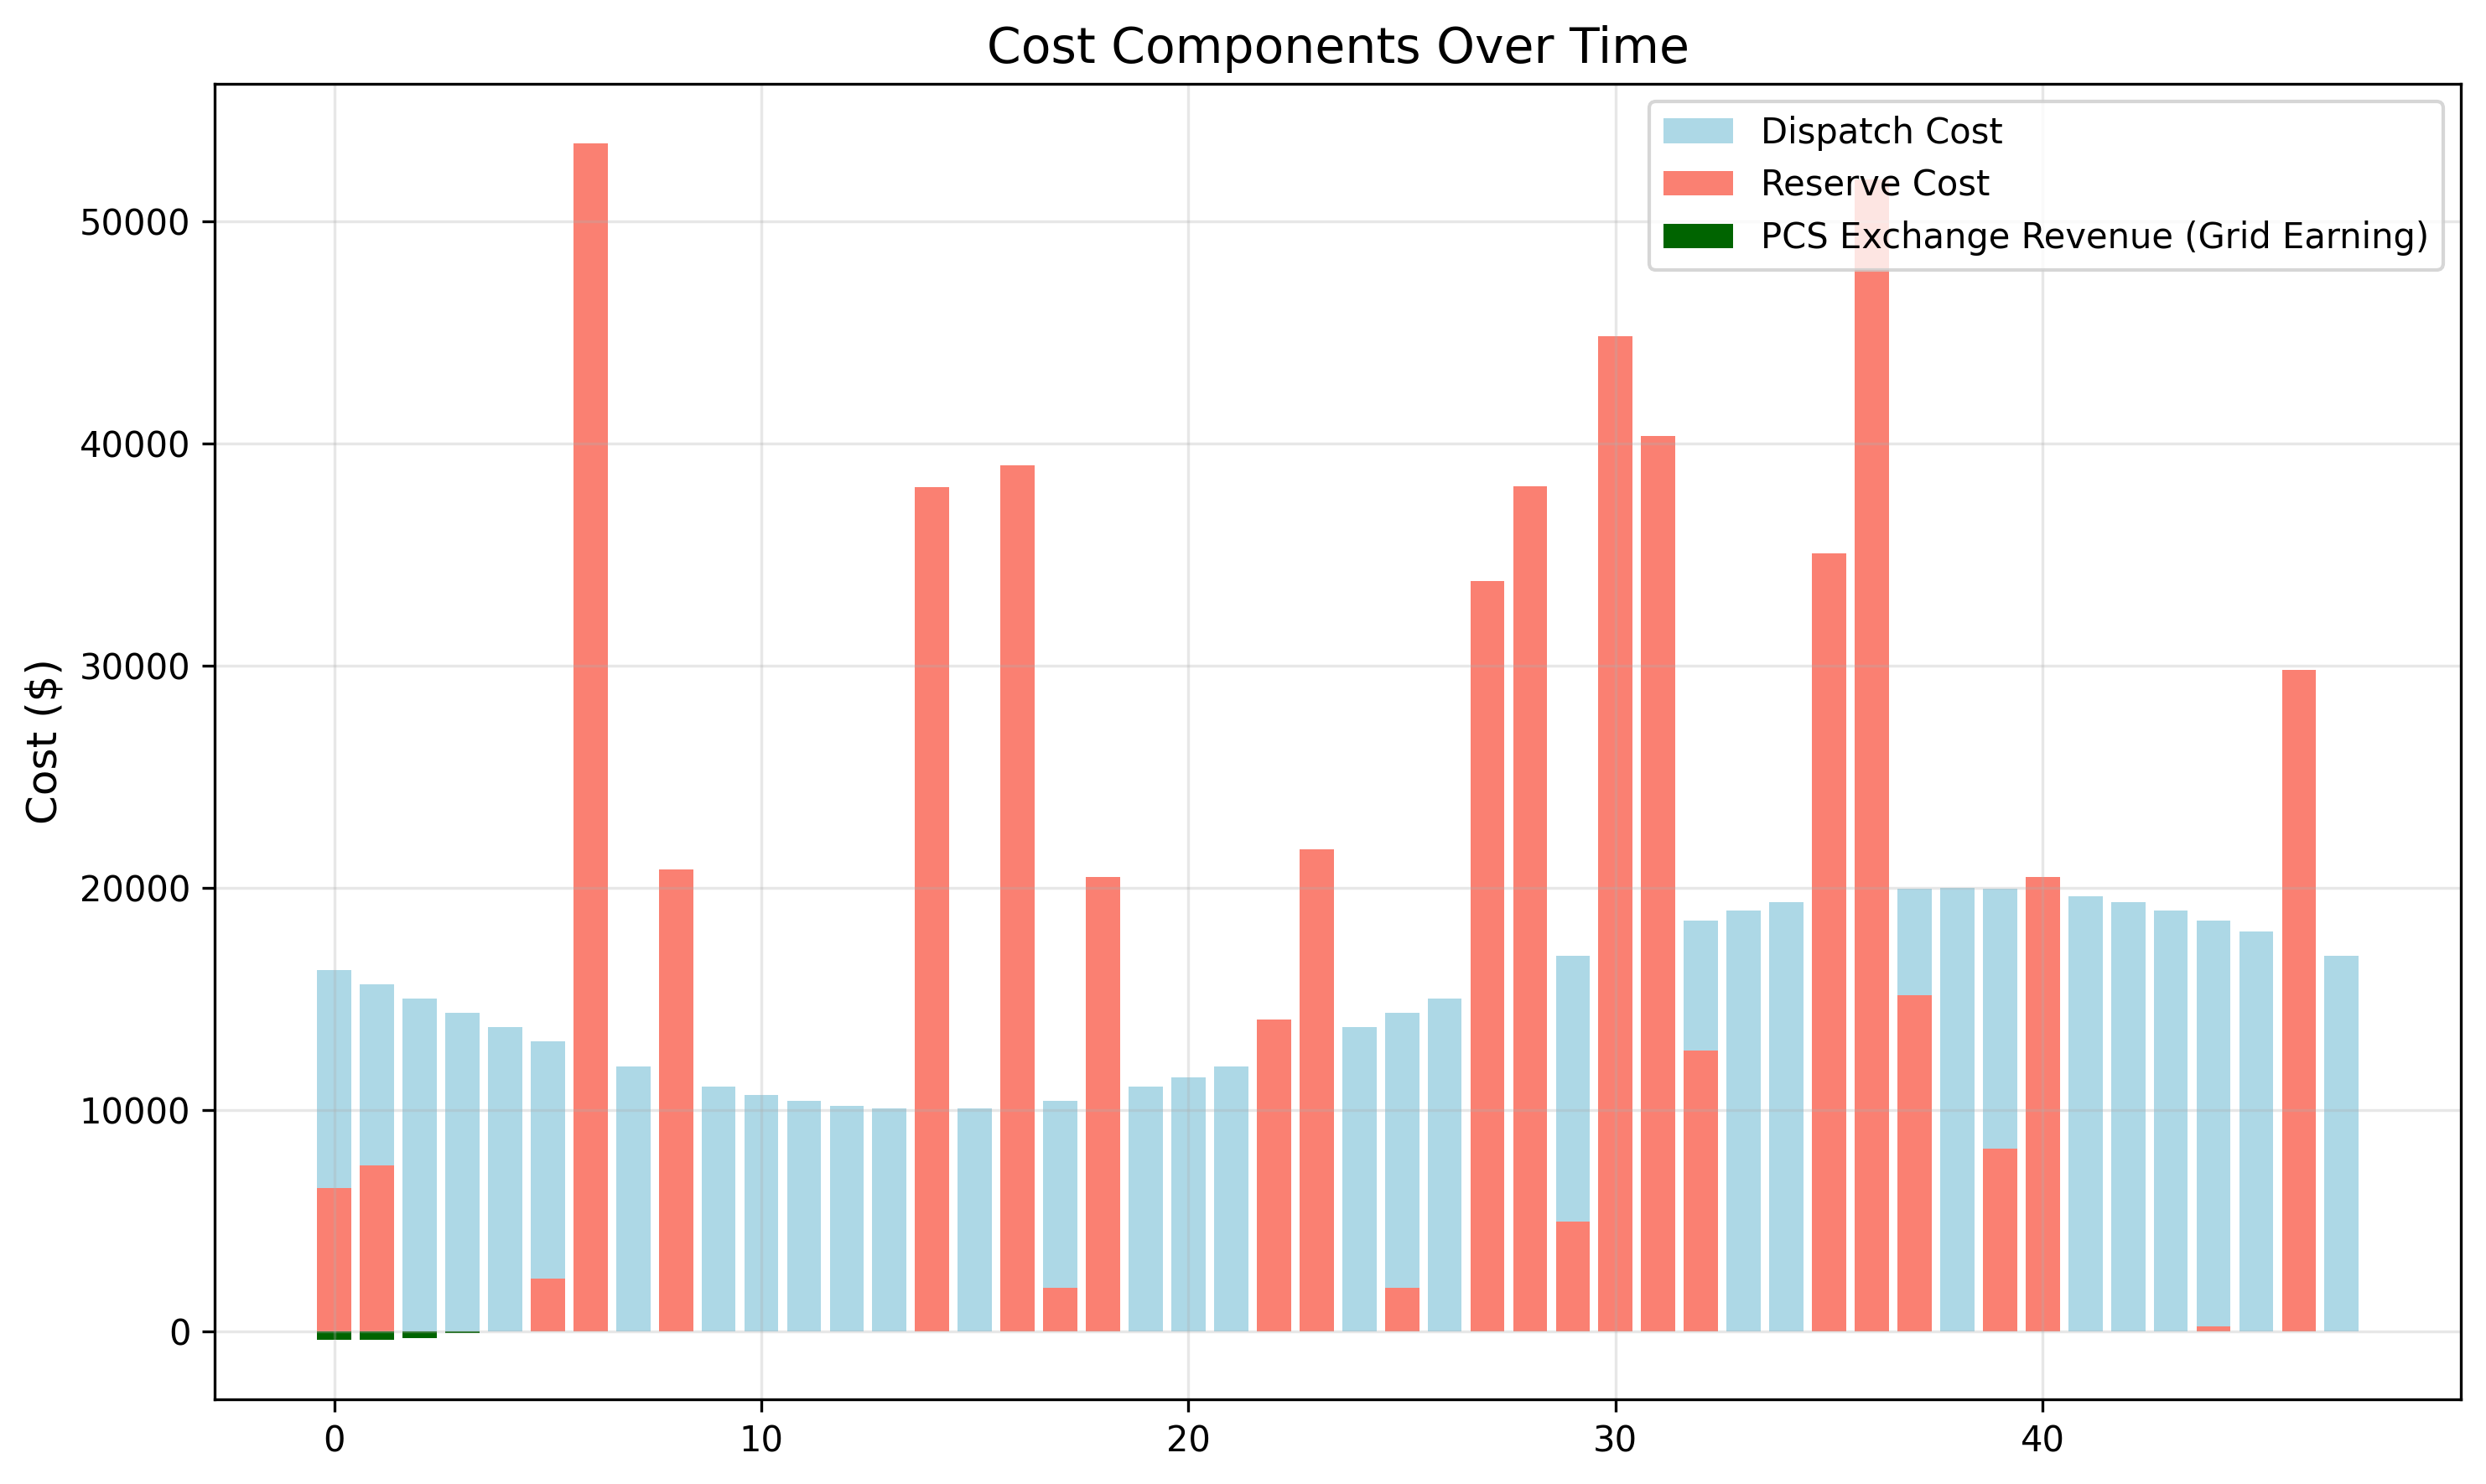 Cost Components Over Time
Dispatch Cost
Reserve Cost
PCS Exchange Revenue (Grid Earning)
Cost ($)
50000
40000
30000
20000
10000
0
0 10 20 30 40